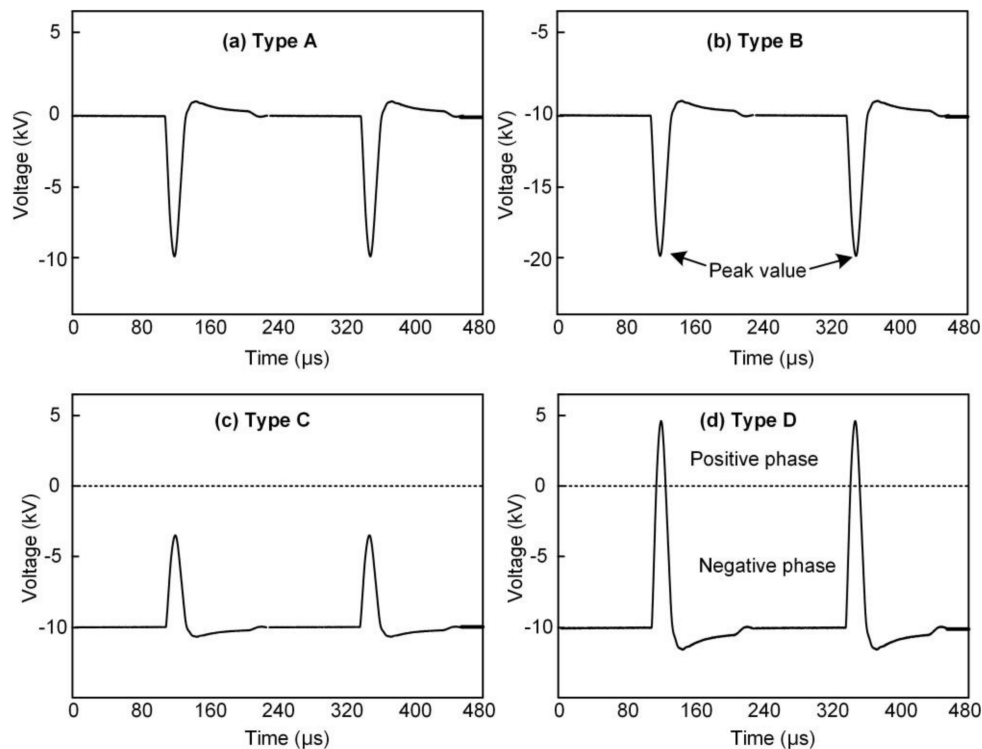 (a) Type A
5
0
-5
-10
Voltage (kV)
0 80 160 240 320 400 480
Time (µs)
(b) Type B
-5
-10
-15
-20
Voltage (kV)
Peak value
0 80 160 240 320 400 480
Time (µs)
(c) Type C
5
0
-5
-10
Voltage (kV)
0 80 160 240 320 400 480
Time (µs)
(d) Type D
5
0
-5
-10
Voltage (kV)
Positive phase
Negative phase
0 80 160 240 320 400 480
Time (µs)